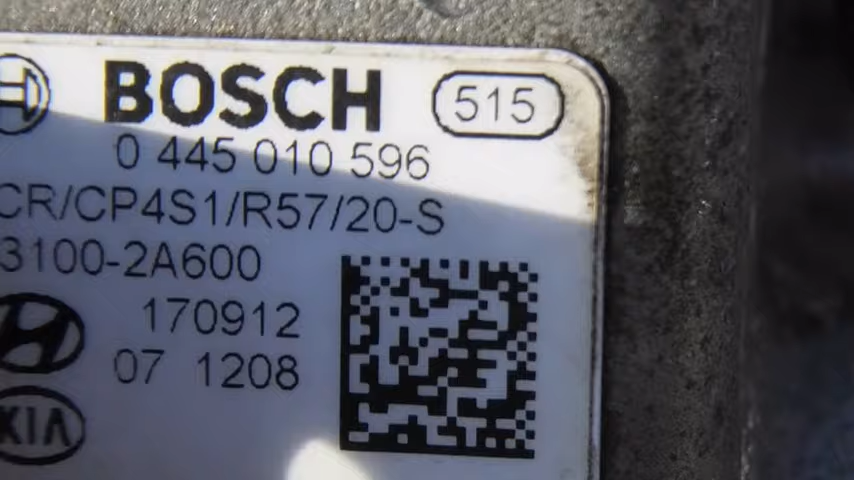 BOSCH 515
0 445 010 596
CR/CP4S1/R57/20-S
3100-2A600
170912
07 1208
KIA